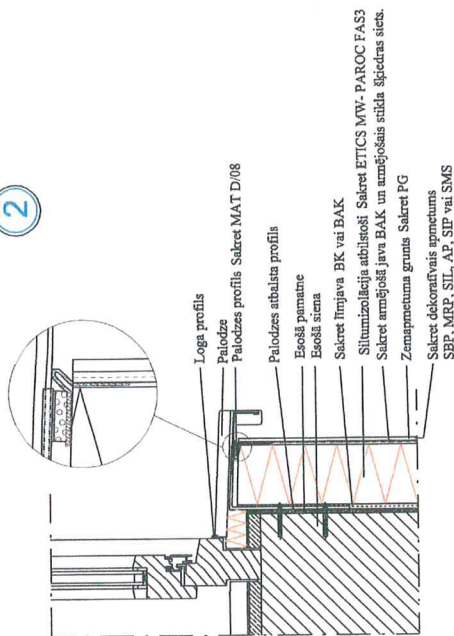 2
Loga profils
Palodze
Palodzes profils Sakret MAT D/08
Palodzes atbalsta profils
Esošā pamatne
Esošā siena
Sakret līmjava BK vai BAK
Siltumizolācija atbilstoši Sakret ETICS MW- PAROC FAS3
Sakret armējošā java BAK un armējošais stikla šķiedras siets.
Zemapmetuma grunts Sakret PG
Sakret dekoratīvais apmetums
SBP, MRP, SIL, AP, SIP vai SMS